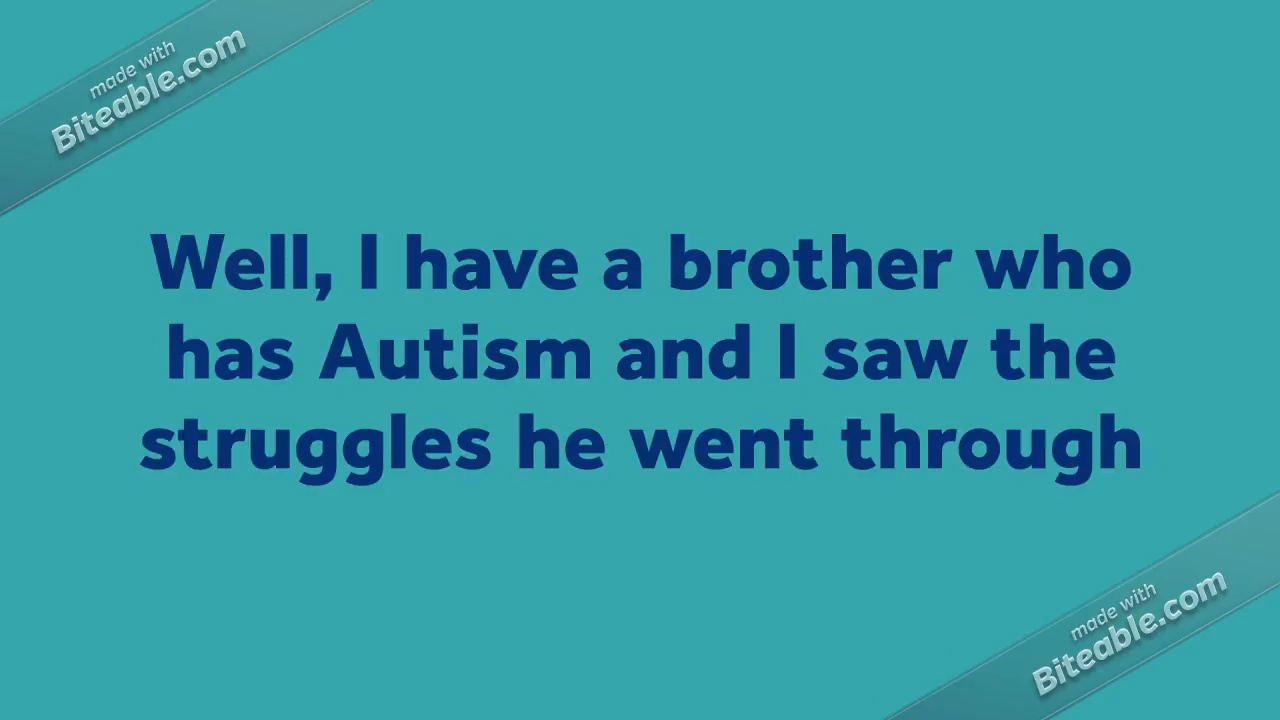 made with
Biteable.com
Well, I have a brother who
has Autism and I saw the
struggles he went through
made with
Biteable.com